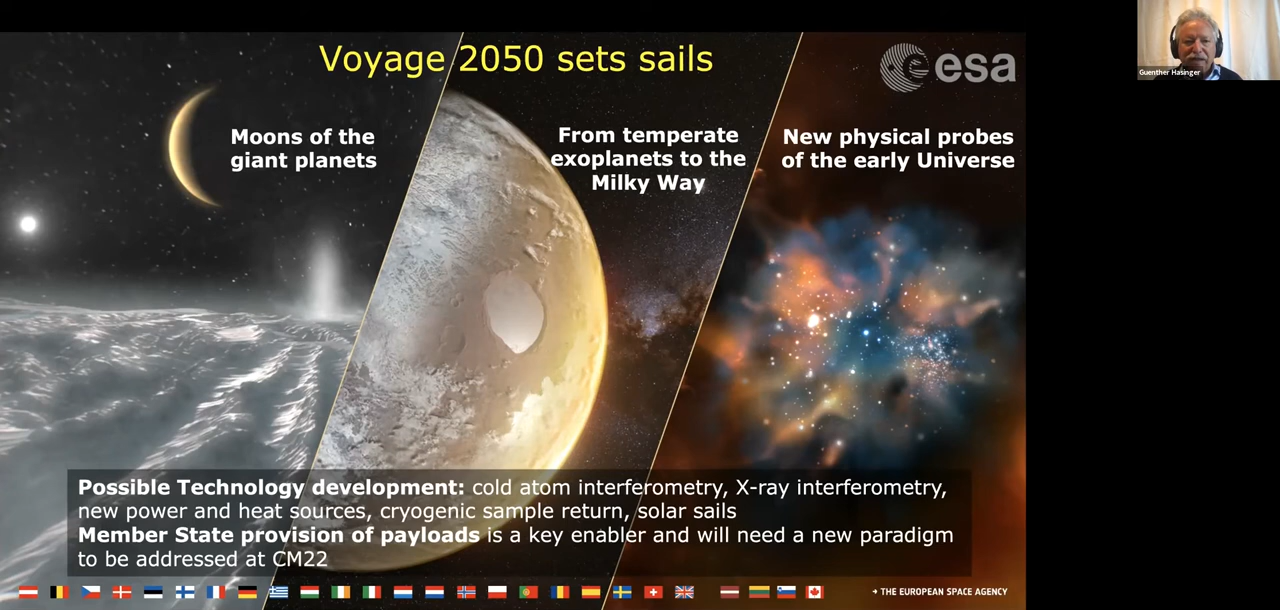 Voyage 2050 sets sails
esa
Guenther Hasinger
Moons of the
giant planets
From temperate
exoplanets to the
Milky Way
New physical probes
of the early Universe
Possible Technology development: cold atom interferometry, X-ray interferometry,
new power and heat sources, cryogenic sample return, solar sails
Member State provision of payloads is a key enabler and will need a new paradigm
to be addressed at CM22
→ THE EUROPEAN SPACE AGENCY